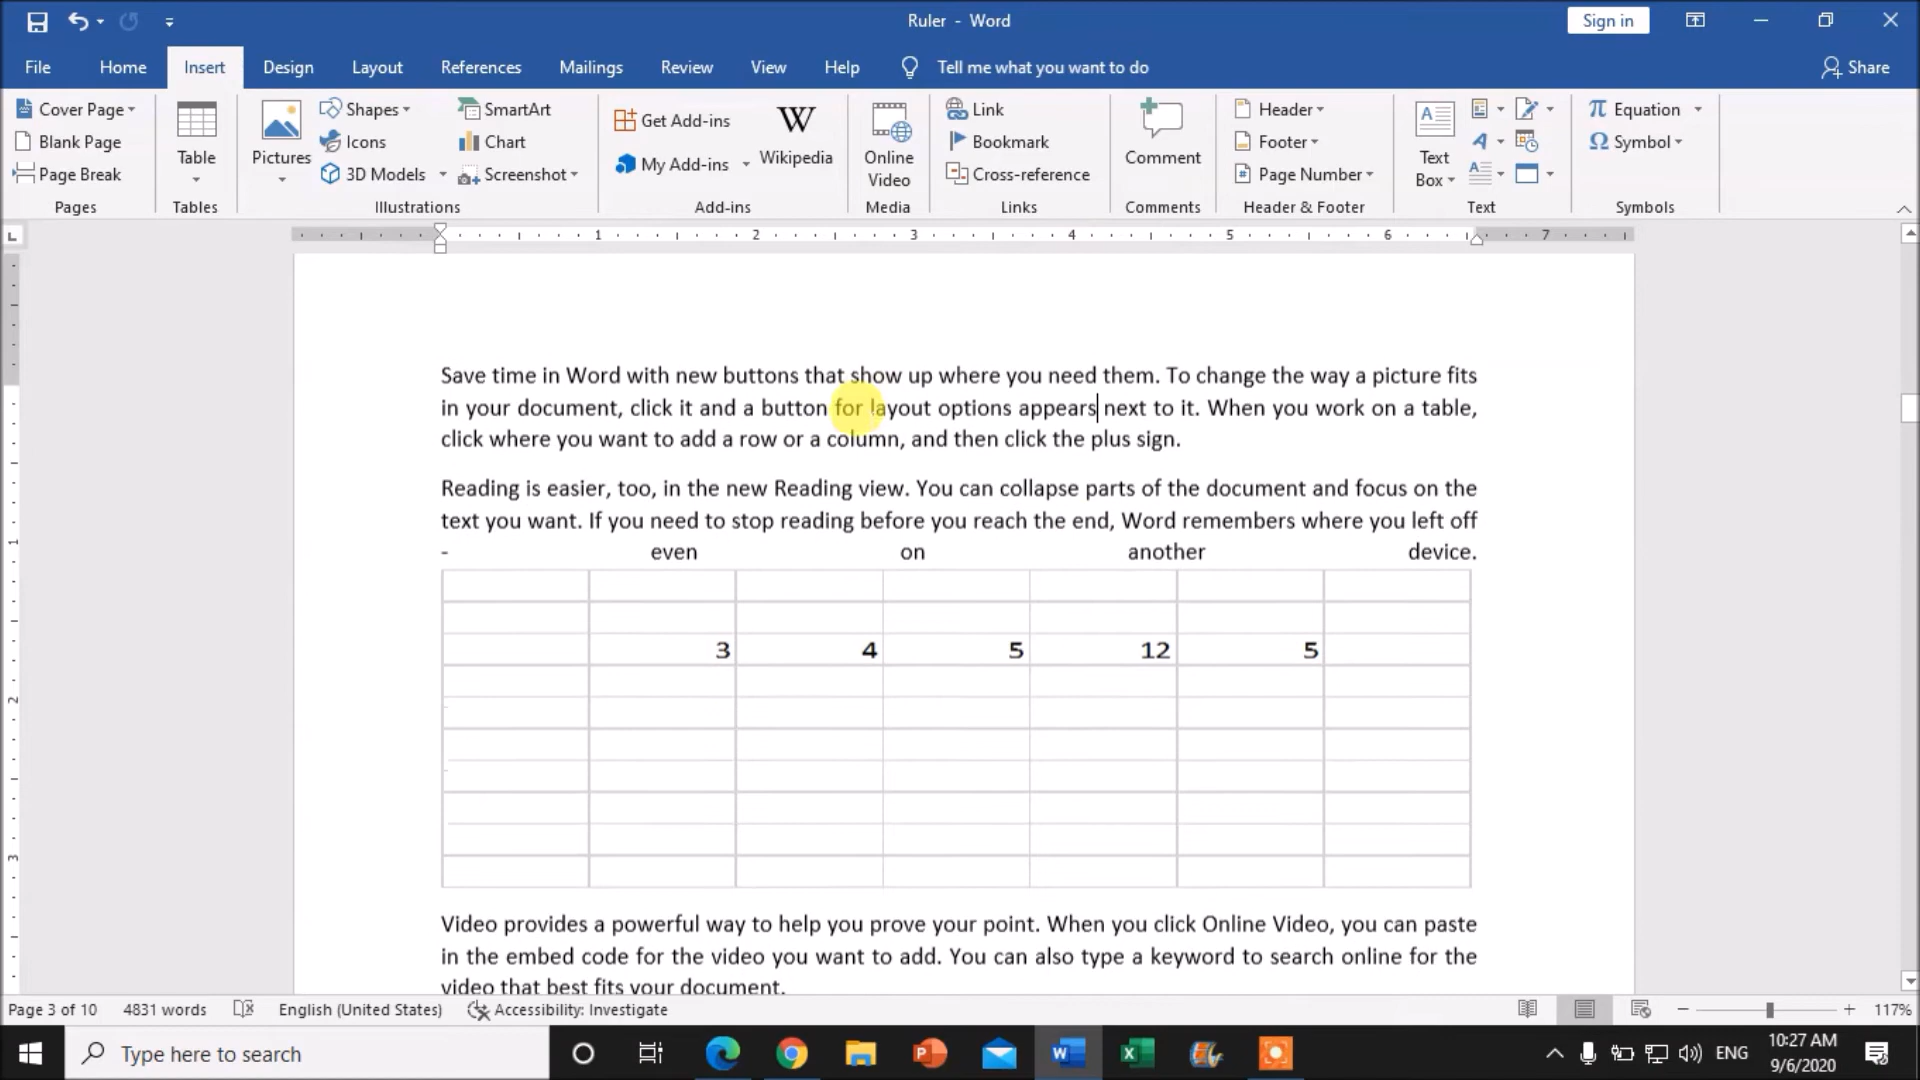 Ruler - Word
Sign in
File Home Insert Design Layout References Mailings Review View Help Tell me what you want to do Share
Cover Page
Blank Page
Page Break
Pages
Table
Tables
Pictures
Shapes
Icons
3D Models
SmartArt
Chart
Screenshot
Illustrations
Get Add-ins
My Add-ins
W
Wikipedia
Add-ins
Online
Video
Media
Link
Bookmark
Cross-reference
Links
Comment
Comments
Header
Footer
Page Number
Header & Footer
Text
Box
Text
Equation
Symbol
Symbols
L
1 2 3 4 5 6 7
1
2
3
Save time in Word with new buttons that show up where you need them. To change the way a picture fits
in your document, click it and a button for layout options appears next to it. When you work on a table,
click where you want to add a row or a column, and then click the plus sign.
Reading is easier, too, in the new Reading view. You can collapse parts of the document and focus on the
text you want. If you need to stop reading before you reach the end, Word remembers where you left off
- even on another device.
3 4 5 12 5
Video provides a powerful way to help you prove your point. When you click Online Video, you can paste
in the embed code for the video you want to add. You can also type a keyword to search online for the
video that best fits your document.
Page 3 of 10 4831 words English (United States) Accessibility: Investigate 117%
Type here to search
ENG
10:27 AM
9/6/2020